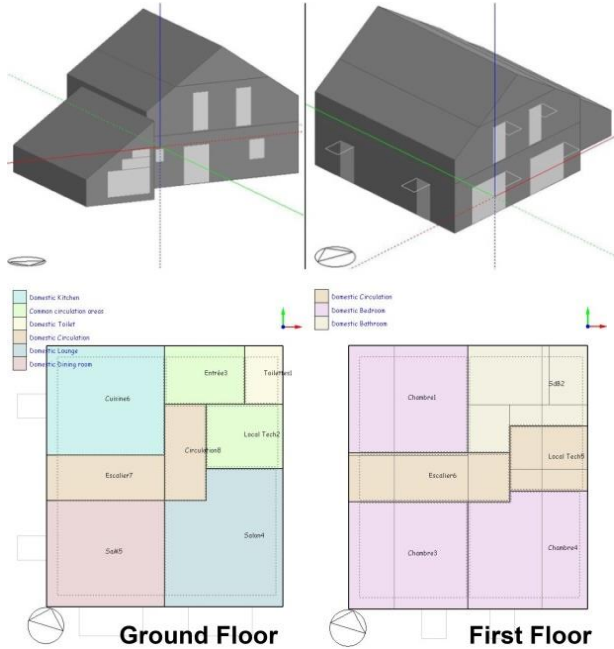 Domestic Kitchen
Common circulation areas
Domestic Toilet
Domestic Circulation
Domestic Lounge
Domestic Dining room
Cuisine6
Entrée3
Toilettes1
Circulation8
Local Tech2
Escalier7
SaM5
Salon4
Ground Floor
Domestic Circulation
Domestic Bedroom
Domestic Bathroom
Chambre1
SdB2
Escalier6
Local Tech5
Chambre3
Chambre4
First Floor